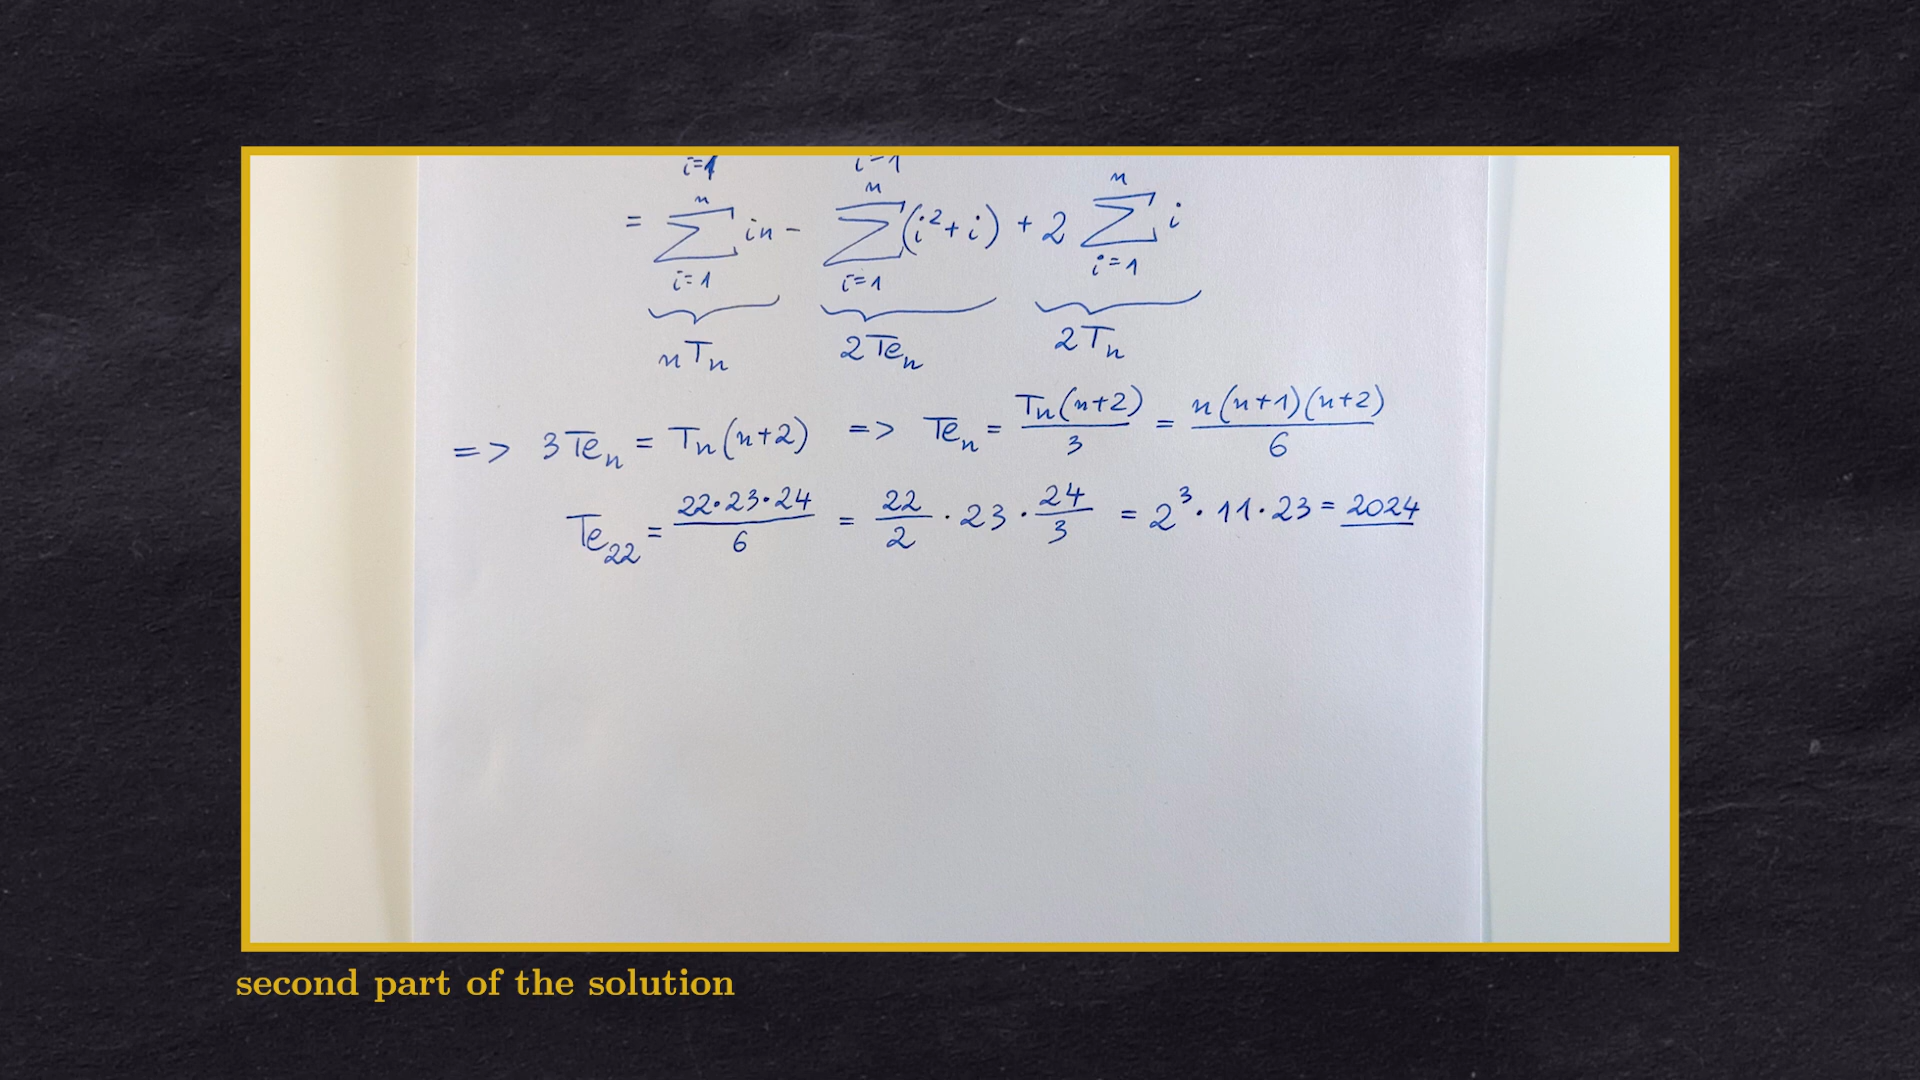 i=1 i=1
= n∑i=1 in - n∑i=1 (i²+i) + 2 n∑i=1 i
nTₙ 2Teₙ 2Tₙ
=> 3Teₙ = Tₙ(n+2) => Teₙ = Tₙ(n+2)/3 = n(n+1)(n+2)/6
Te₂₂ = 22·23·24/6 = 22/2 · 23 · 24/3 = 2³·11·23 = 2024
second part of the solution